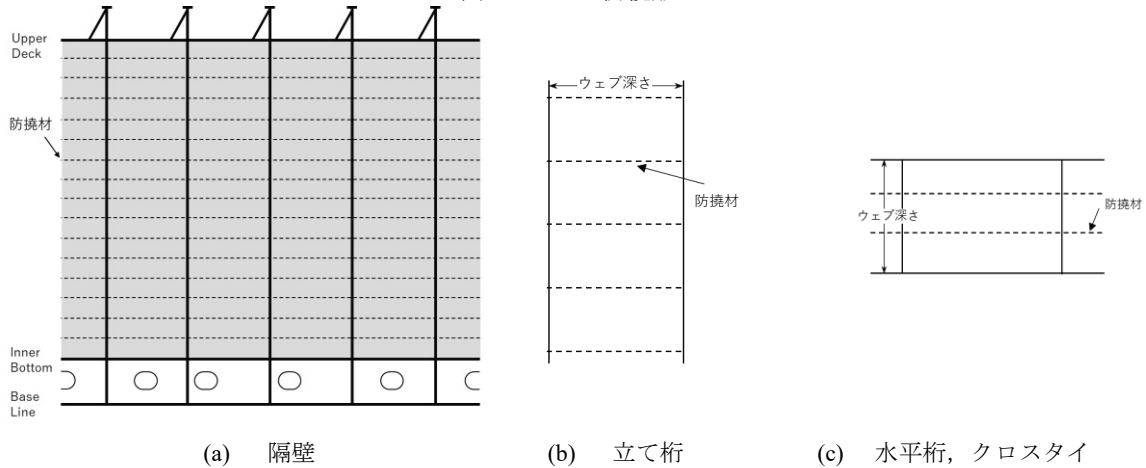 Upper
Deck
防撓材
Inner
Bottom
Base
Line
(a) 隔壁
ウェブ深さ
防撓材
(b) 立て桁
ウェブ深さ
防撓材
(c) 水平桁，クロスタイ